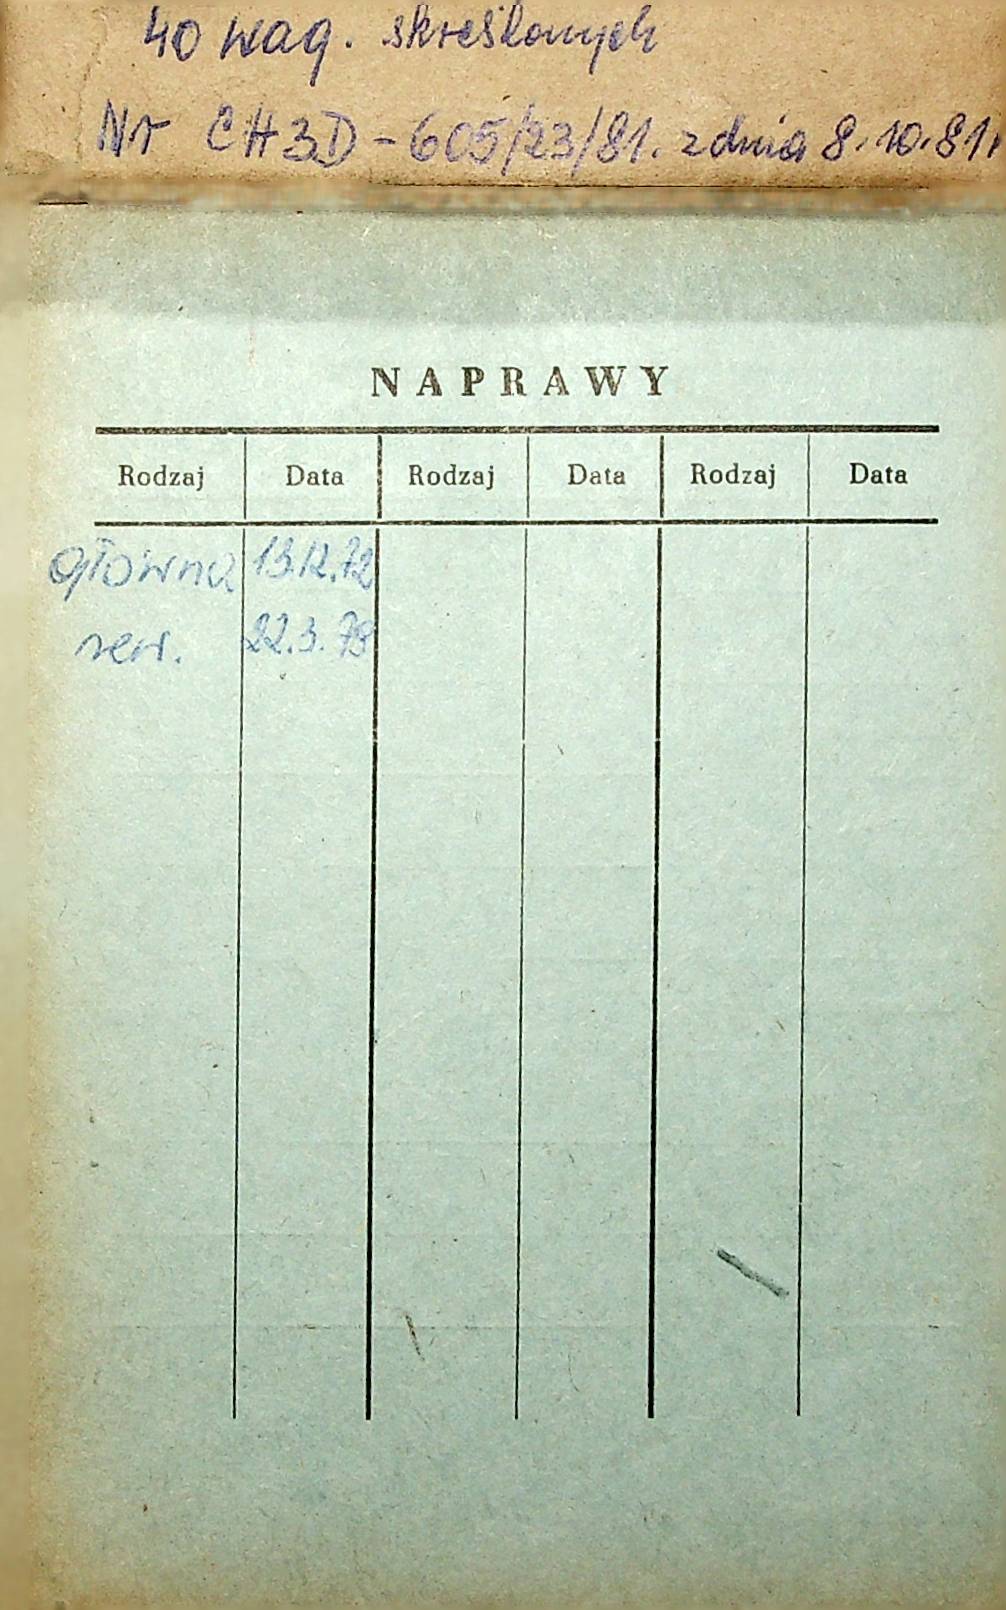 40 wag. skreślonych
Nr CH3D-605/23/81. z dnia 8.10.81r
NAPRAWY
Rodzaj Data Rodzaj Data Rodzaj Data
główna 13.12.72
rew. 22.3.78